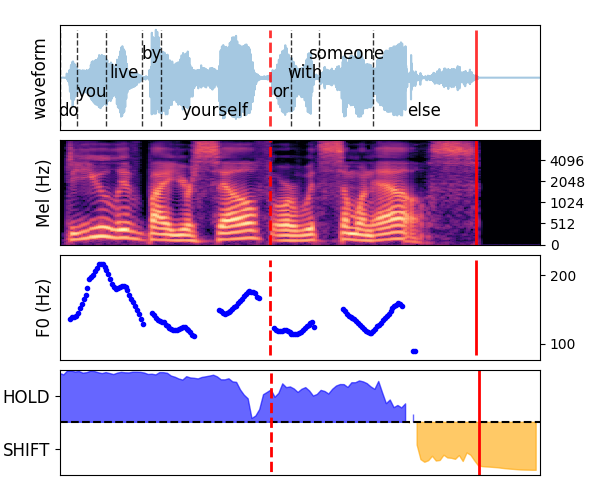 waveform
by
someone
live
with
you
or
do
yourself
else
Mel (Hz)
4096
2048
1024
512
0
F0 (Hz)
200
100
HOLD
SHIFT